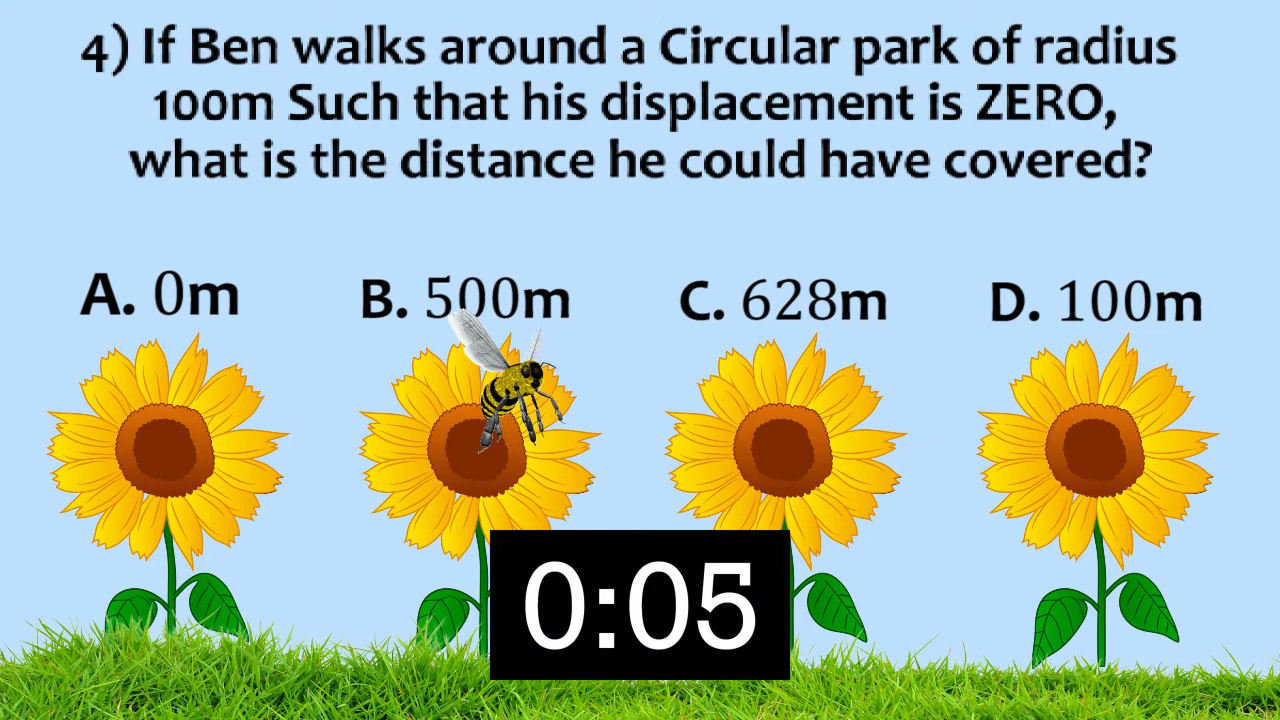 4) If Ben walks around a Circular park of radius
100m Such that his displacement is ZERO,
what is the distance he could have covered?
A. 0m B. 500m C. 628m D. 100m
0:05